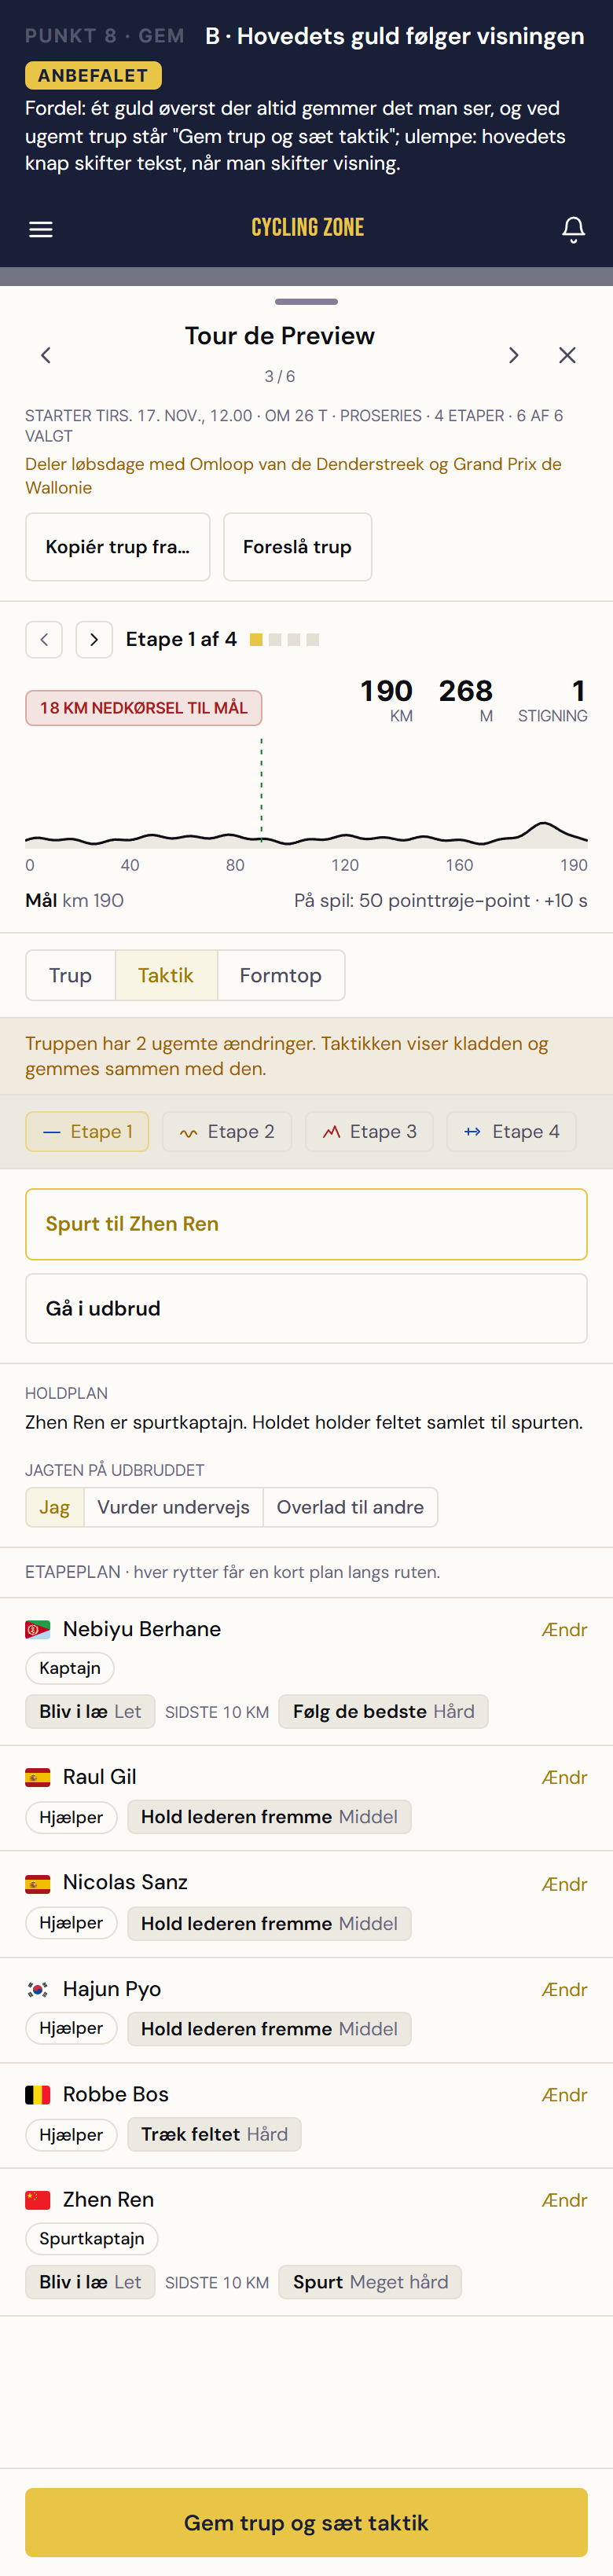 PUNKT 8 · GEM B · Hovedets guld følger visningen
ANBEFALET
Fordel: ét guld øverst der altid gemmer det man ser, og ved
ugemt trup står "Gem trup og sæt taktik"; ulempe: hovedets
knap skifter tekst, når man skifter visning.
CYCLING ZONE
Tour de Preview
3 / 6
STARTER TIRS. 17. NOV., 12.00 · OM 26 T · PROSERIES · 4 ETAPER · 6 AF 6
VALGT
Deler løbsdage med Omloop van de Denderstreek og Grand Prix de
Wallonie
Kopiér trup fra...
Foreslå trup
Etape 1 af 4
18 KM NEDKØRSEL TIL MÅL
190 268 1
KM M STIGNING
0 40 80 120 160 190
Mål km 190
På spil: 50 pointtrøje-point · +10 s
Trup Taktik Formtop
Truppen har 2 ugemte ændringer. Taktikken viser kladden og
gemmes sammen med den.
Etape 1 Etape 2 Etape 3 Etape 4
Spurt til Zhen Ren
Gå i udbrud
HOLDPLAN
Zhen Ren er spurtkaptajn. Holdet holder feltet samlet til spurten.
JAGTEN PÅ UDBRUDDET
Jag Vurder undervejs Overlad til andre
ETAPEPLAN · hver rytter får en kort plan langs ruten.
Nebiyu Berhane Ændr
Kaptajn
Bliv i læ Let SIDSTE 10 KM Følg de bedste Hård
Raul Gil Ændr
Hjælper Hold lederen fremme Middel
Nicolas Sanz Ændr
Hjælper Hold lederen fremme Middel
Hajun Pyo Ændr
Hjælper Hold lederen fremme Middel
Robbe Bos Ændr
Hjælper Træk feltet Hård
Zhen Ren Ændr
Spurtkaptajn
Bliv i læ Let SIDSTE 10 KM Spurt Meget hård
Gem trup og sæt taktik